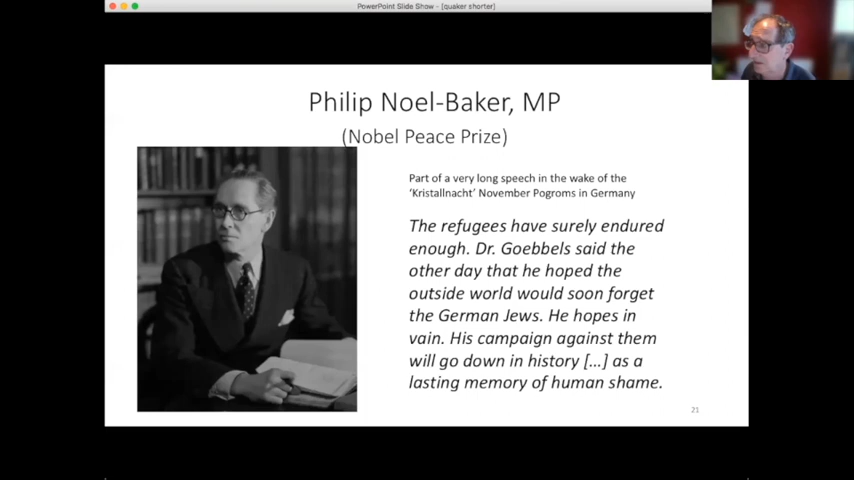 PowerPoint Slide Show - [quaker shorter]
Philip Noel-Baker, MP
(Nobel Peace Prize)
Part of a very long speech in the wake of the
‘Kristallnacht’ November Pogroms in Germany
The refugees have surely endured
enough. Dr. Goebbels said the
other day that he hoped the
outside world would soon forget
the German Jews. He hopes in
vain. His campaign against them
will go down in history [...] as a
lasting memory of human shame.
21